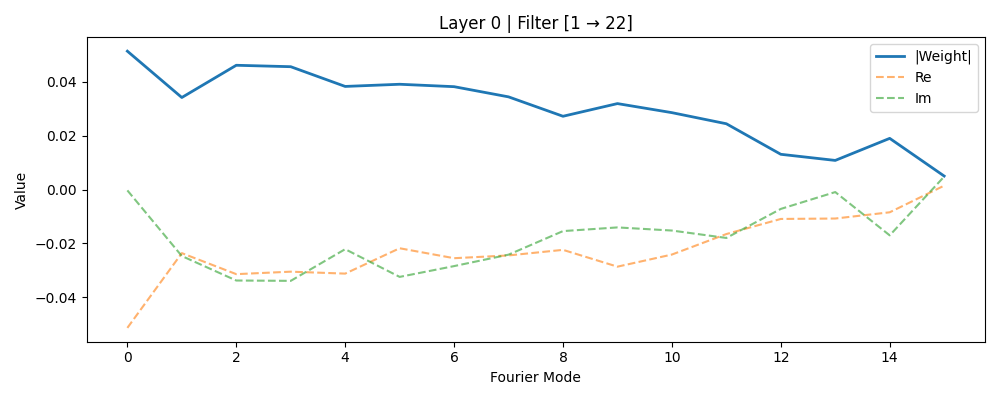 Layer 0 | Filter [1 → 22]
|Weight|
Re
Im
0.04
0.02
0.00
−0.02
−0.04
Value
0 2 4 6 8 10 12 14
Fourier Mode